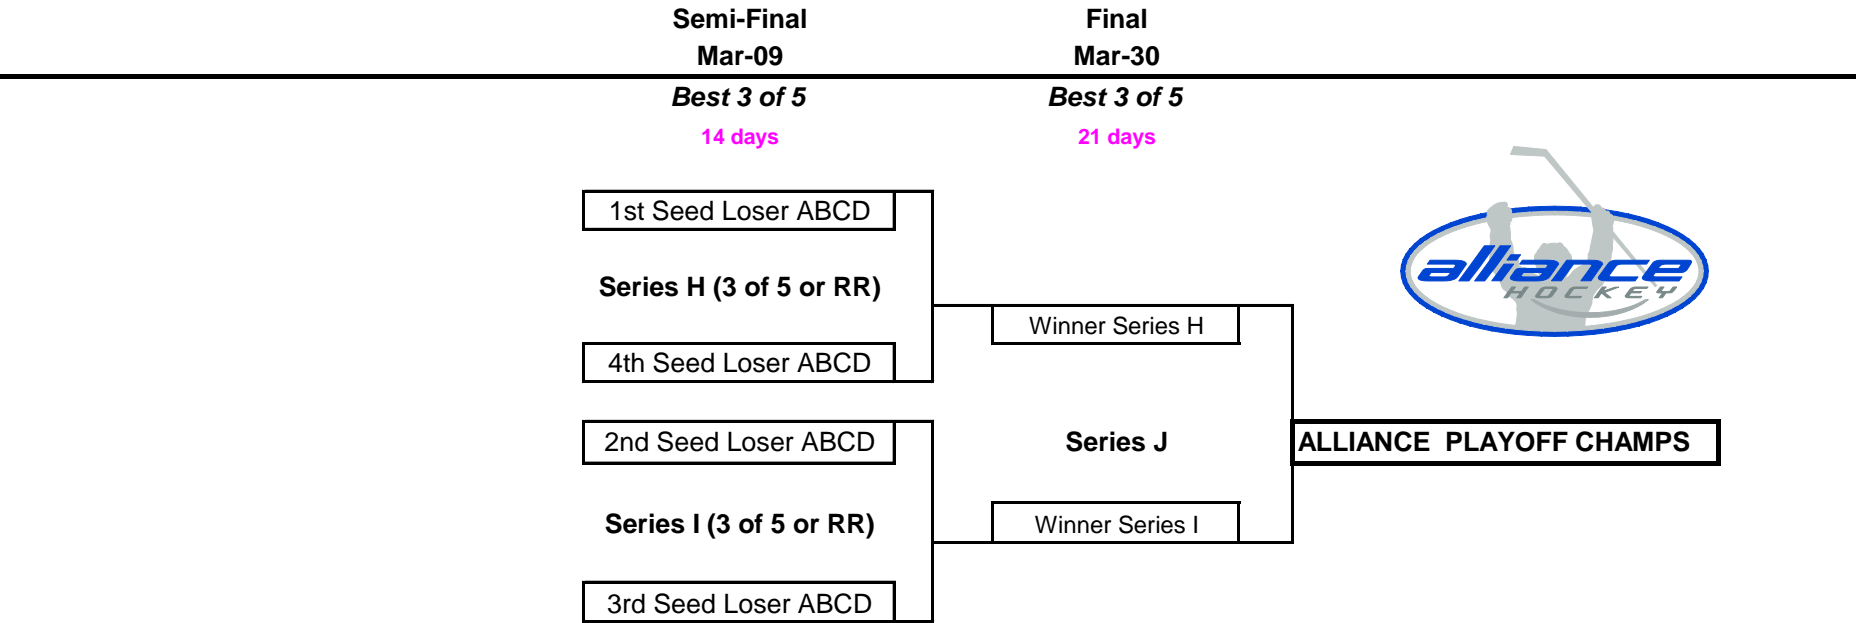 Semi-Final Final
Mar-09 Mar-30
Best 3 of 5 Best 3 of 5
14 days 21 days
1st Seed Loser ABCD
alliance
HOCKEY
Series H (3 of 5 or RR)
Winner Series H
4th Seed Loser ABCD
2nd Seed Loser ABCD Series J ALLIANCE  PLAYOFF CHAMPS
Series I (3 of 5 or RR) Winner Series I
3rd Seed Loser ABCD